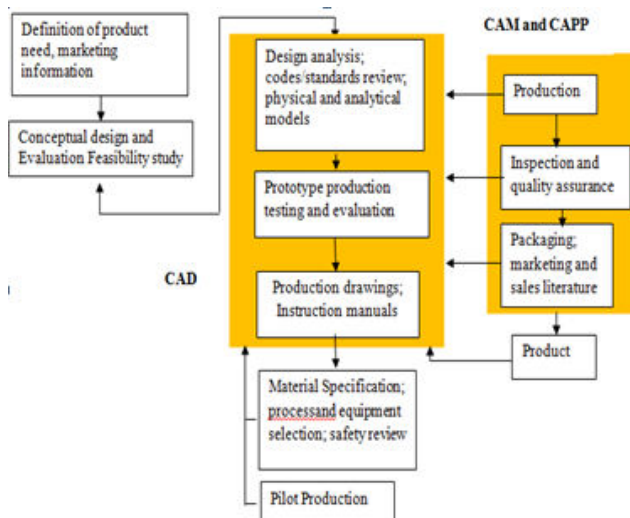 Definition of product
need, marketing
information
Conceptual design and
Evaluation Feasibility study
CAD
Design analysis;
codes/standards review;
physical and analytical
models
Prototype production
testing and evaluation
Production drawings;
Instruction manuals
Material Specification;
processand equipment
selection; safety review
Pilot Production
CAM and CAPP
Production
Inspection and
quality assurance
Packaging;
marketing and
sales literature
Product